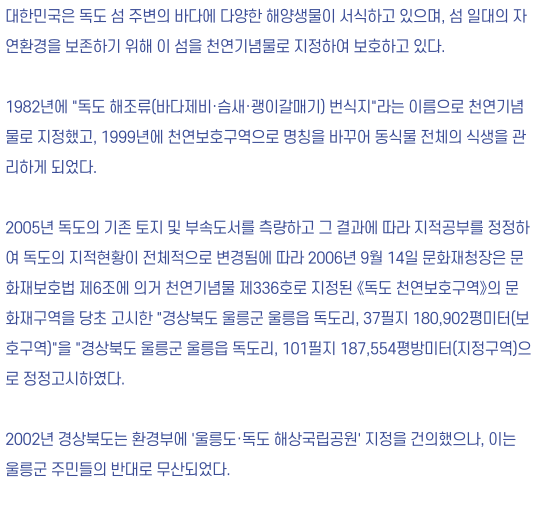 대한민국은 독도 섬 주변의 바다에 다양한 해양생물이 서식하고 있으며, 섬 일대의 자
연환경을 보존하기 위해 이 섬을 천연기념물로 지정하여 보호하고 있다.
1982년에 "독도 해조류(바다제비·슴새·괭이갈매기) 번식지"라는 이름으로 천연기념
물로 지정했고, 1999년에 천연보호구역으로 명칭을 바꾸어 동식물 전체의 식생을 관
리하게 되었다.
2005년 독도의 기존 토지 및 부속도서를 측량하고 그 결과에 따라 지적공부를 정정하
여 독도의 지적현황이 전체적으로 변경됨에 따라 2006년 9월 14일 문화재청장은 문
화재보호법 제6조에 의거 천연기념물 제336호로 지정된 《독도 천연보호구역》의 문
화재구역을 당초 고시한 "경상북도 울릉군 울릉읍 독도리, 37필지 180,902평미터(보
호구역)"을 "경상북도 울릉군 울릉읍 독도리, 101필지 187,554평방미터(지정구역)으
로 정정고시하였다.
2002년 경상북도는 환경부에 '울릉도·독도 해상국립공원' 지정을 건의했으나, 이는
울릉군 주민들의 반대로 무산되었다.